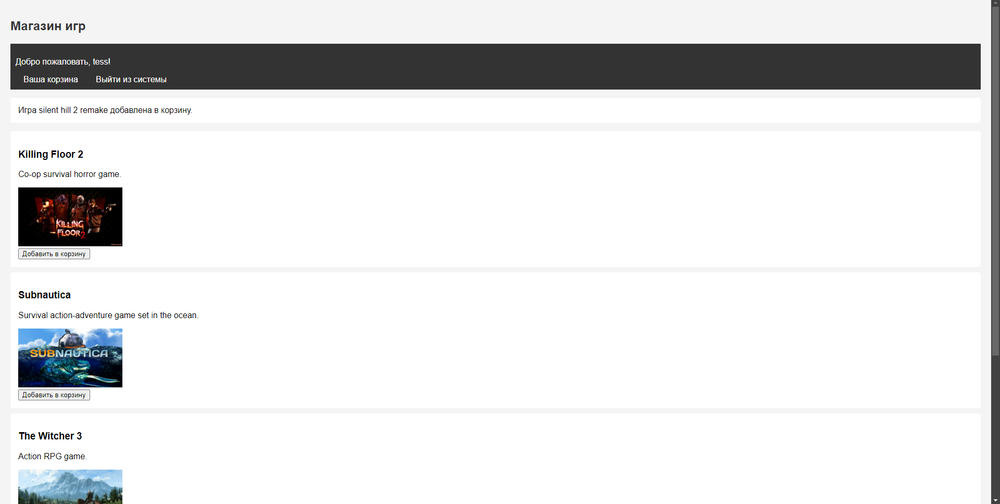 Магазин игр
Добро пожаловать, tess!
Ваша корзина Выйти из системы
Игра silent hill 2 remake добавлена в корзину.
Killing Floor 2
Co-op survival horror game.
KILLING
FLOOR 2
Добавить в корзину
Subnautica
Survival action-adventure game set in the ocean.
SUBNAUTICA
Добавить в корзину
The Witcher 3
Action RPG game.